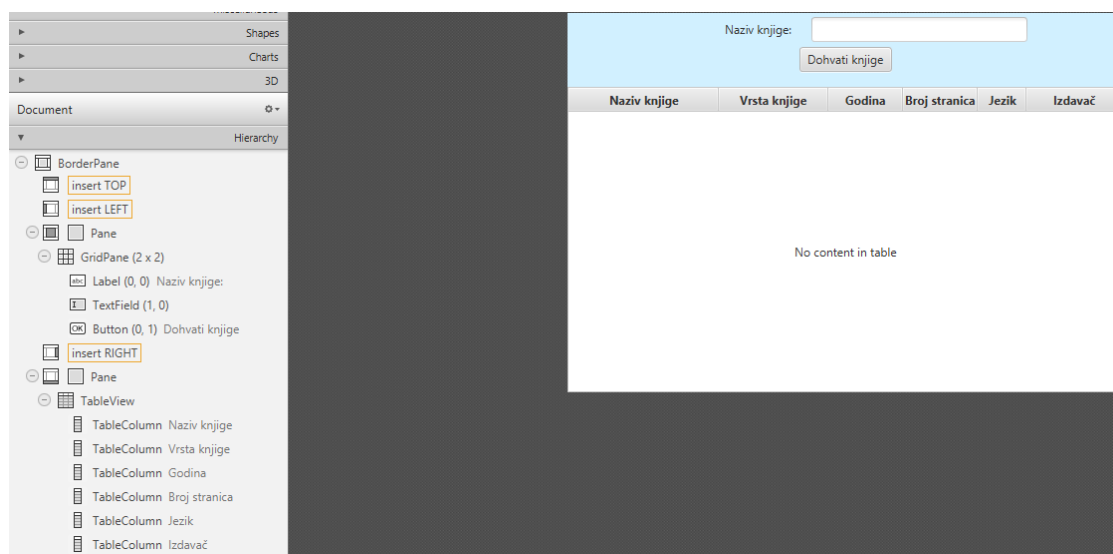 Miscellaneous
Shapes
Charts
3D
Document
Hierarchy
BorderPane
insert TOP
insert LEFT
Pane
GridPane (2 x 2)
abc Label (0, 0) Naziv knjige:
TextField (1, 0)
OK Button (0, 1) Dohvati knjige
insert RIGHT
Pane
TableView
TableColumn Naziv knjige
TableColumn Vrsta knjige
TableColumn Godina
TableColumn Broj stranica
TableColumn Jezik
TableColumn Izdavač
Naziv knjige:
Dohvati knjige
Naziv knjige Vrsta knjige Godina Broj stranica Jezik Izdavač
No content in table